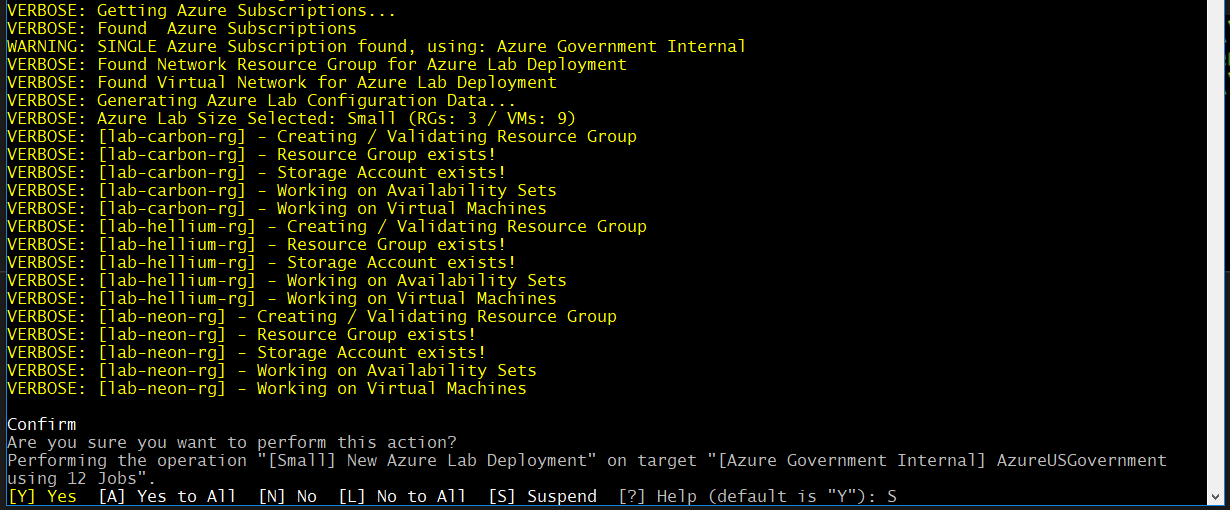 VERBOSE: Getting Azure Subscriptions...
VERBOSE: Found  Azure Subscriptions
WARNING: SINGLE Azure Subscription found, using: Azure Government Internal
VERBOSE: Found Network Resource Group for Azure Lab Deployment
VERBOSE: Found Virtual Network for Azure Lab Deployment
VERBOSE: Generating Azure Lab Configuration Data...
VERBOSE: Azure Lab Size Selected: Small (RGs: 3 / VMs: 9)
VERBOSE: [lab-carbon-rg] - Creating / Validating Resource Group
VERBOSE: [lab-carbon-rg] - Resource Group exists!
VERBOSE: [lab-carbon-rg] - Storage Account exists!
VERBOSE: [lab-carbon-rg] - Working on Availability Sets
VERBOSE: [lab-carbon-rg] - Working on Virtual Machines
VERBOSE: [lab-hellium-rg] - Creating / Validating Resource Group
VERBOSE: [lab-hellium-rg] - Resource Group exists!
VERBOSE: [lab-hellium-rg] - Storage Account exists!
VERBOSE: [lab-hellium-rg] - Working on Availability Sets
VERBOSE: [lab-hellium-rg] - Working on Virtual Machines
VERBOSE: [lab-neon-rg] - Creating / Validating Resource Group
VERBOSE: [lab-neon-rg] - Resource Group exists!
VERBOSE: [lab-neon-rg] - Storage Account exists!
VERBOSE: [lab-neon-rg] - Working on Availability Sets
VERBOSE: [lab-neon-rg] - Working on Virtual Machines
Confirm
Are you sure you want to perform this action?
Performing the operation "[Small] New Azure Lab Deployment" on target "[Azure Government Internal] AzureUSGovernment
using 12 Jobs".
[Y] Yes  [A] Yes to All  [N] No  [L] No to All  [S] Suspend  [?] Help (default is "Y"): S